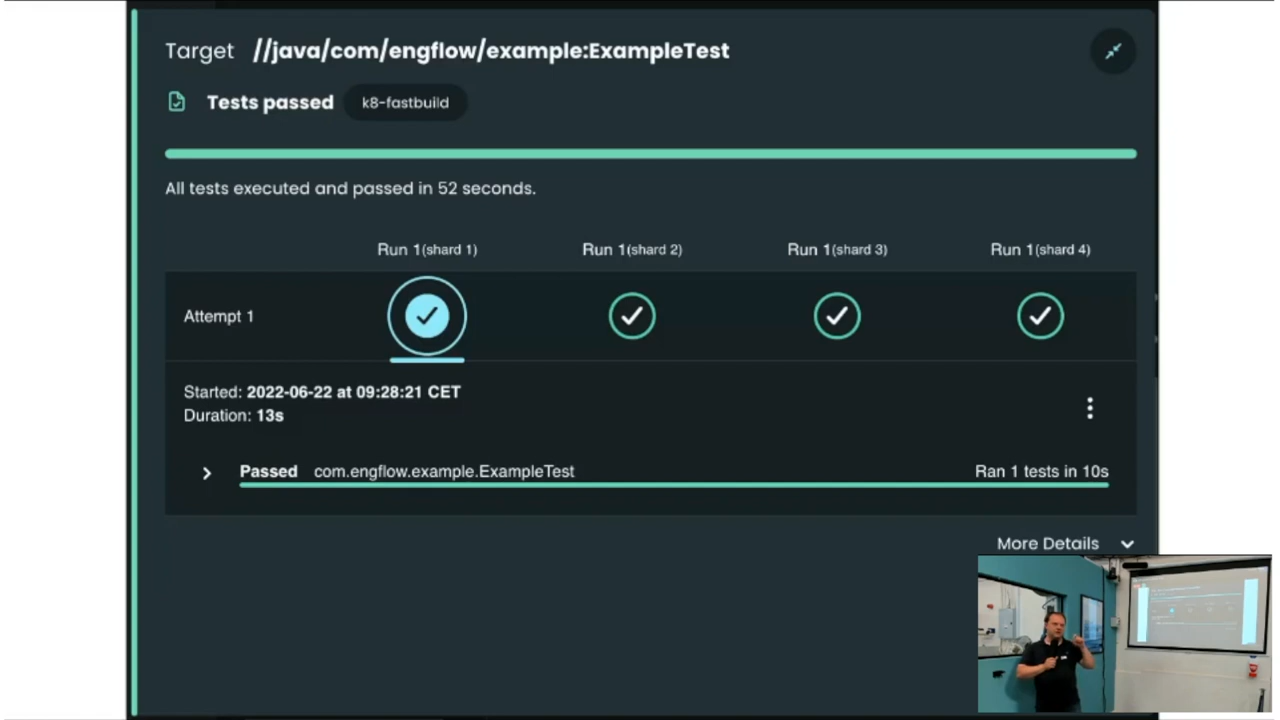 Target //java/com/engflow/example:ExampleTest
Tests passed k8-fastbuild
All tests executed and passed in 52 seconds.
Run 1(shard 1) Run 1(shard 2) Run 1(shard 3) Run 1(shard 4)
Attempt 1
Started: 2022-06-22 at 09:28:21 CET
Duration: 13s
Passed com.engflow.example.ExampleTest Ran 1 tests in 10s
More Details